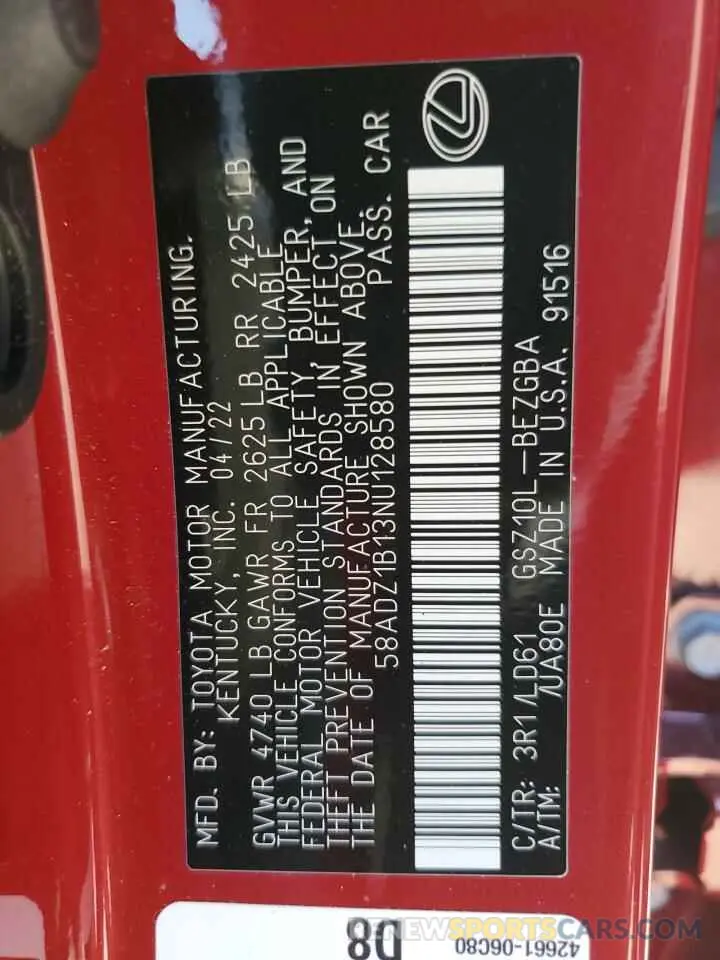 MFD. BY: TOYOTA MOTOR MANUFACTURING.
KENTUCKY, INC. 04/22
GVWR 4740 LB GAWR FR 2625LB RR 2425 LB
THIS VEHICLE CONFORMS TO ALL APPLICABLE
FEDERAL MOTOR VEHICLE SAFETY, BUMPER, AND
THEFT PREVENTION STANDARDS IN EFFECT ON
THE DATE OF MANUFACTURE SHOWN ABOVE.
58ADZ1B13NU128580 PASS. CAR
C/TR: 3R1/LD61 GSZ10L-BEZGBA
A/TM: /UA80E MADE IN U.S.A. 91516
D8
42661-06C80
RENEWSPORTSCARS.COM